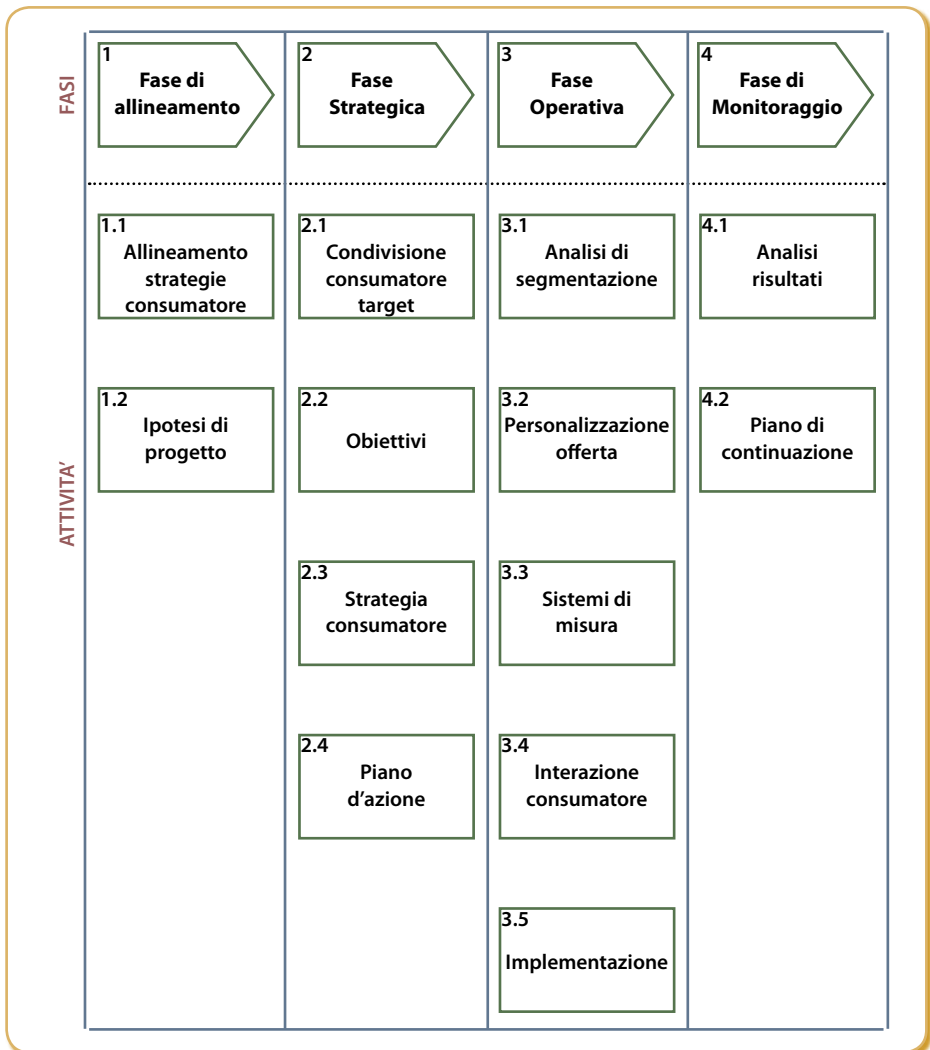 FASI
1
Fase di
allineamento
2
Fase
Strategica
3
Fase
Operativa
4
Fase di
Monitoraggio
ATTIVITA’
1.1
Allineamento
strategie
consumatore
2.1
Condivisione
consumatore
target
3.1
Analisi di
segmentazione
4.1
Analisi
risultati
1.2
Ipotesi di
progetto
2.2
Obiettivi
3.2
Personalizzazione
offerta
4.2
Piano di
continuazione
2.3
Strategia
consumatore
3.3
Sistemi di
misura
2.4
Piano
d’azione
3.4
Interazione
consumatore
3.5
Implementazione